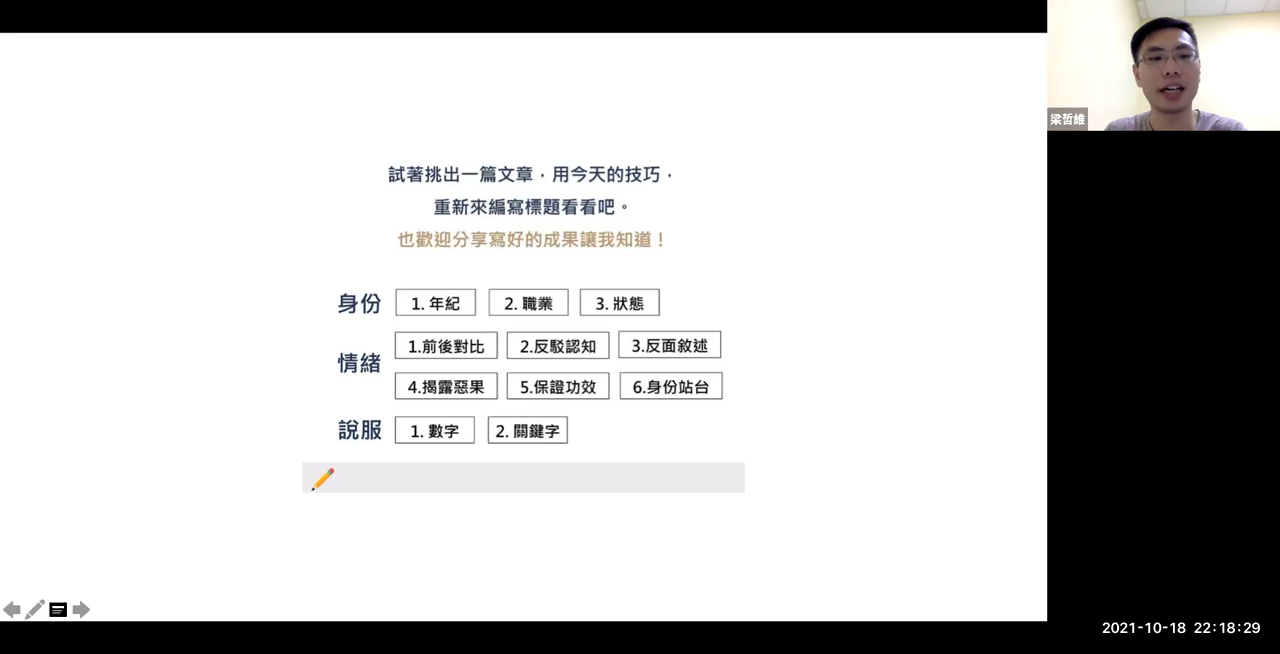 試著挑出一篇文章，用今天的技巧，
重新來編寫標題看看吧。
也歡迎分享寫好的成果讓我知道！
身份 1. 年紀 2. 職業 3. 狀態
情緒 1.前後對比 2.反駁認知 3.反面敘述
4.揭露惡果 5.保證功效 6.身份站台
說服 1. 數字 2. 關鍵字
梁哲維
2021-10-18 22:18:29